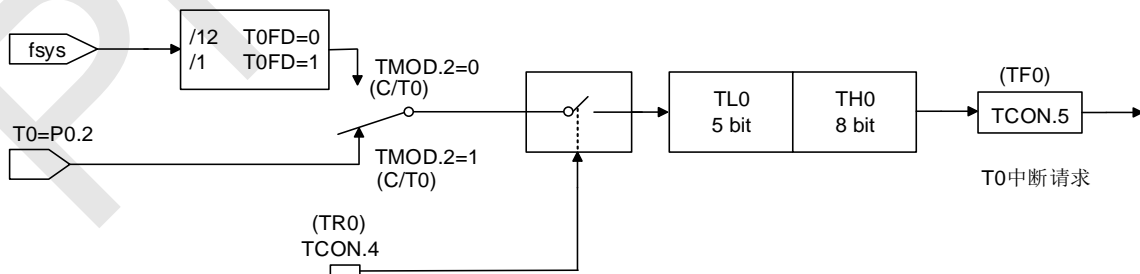 fsys
/12 T0FD=0
/1 T0FD=1
TMOD.2=0
(C/T0)
T0=P0.2
TMOD.2=1
(C/T0)
(TR0)
TCON.4
TL0
5 bit
TH0
8 bit
(TF0)
TCON.5
T0中断请求